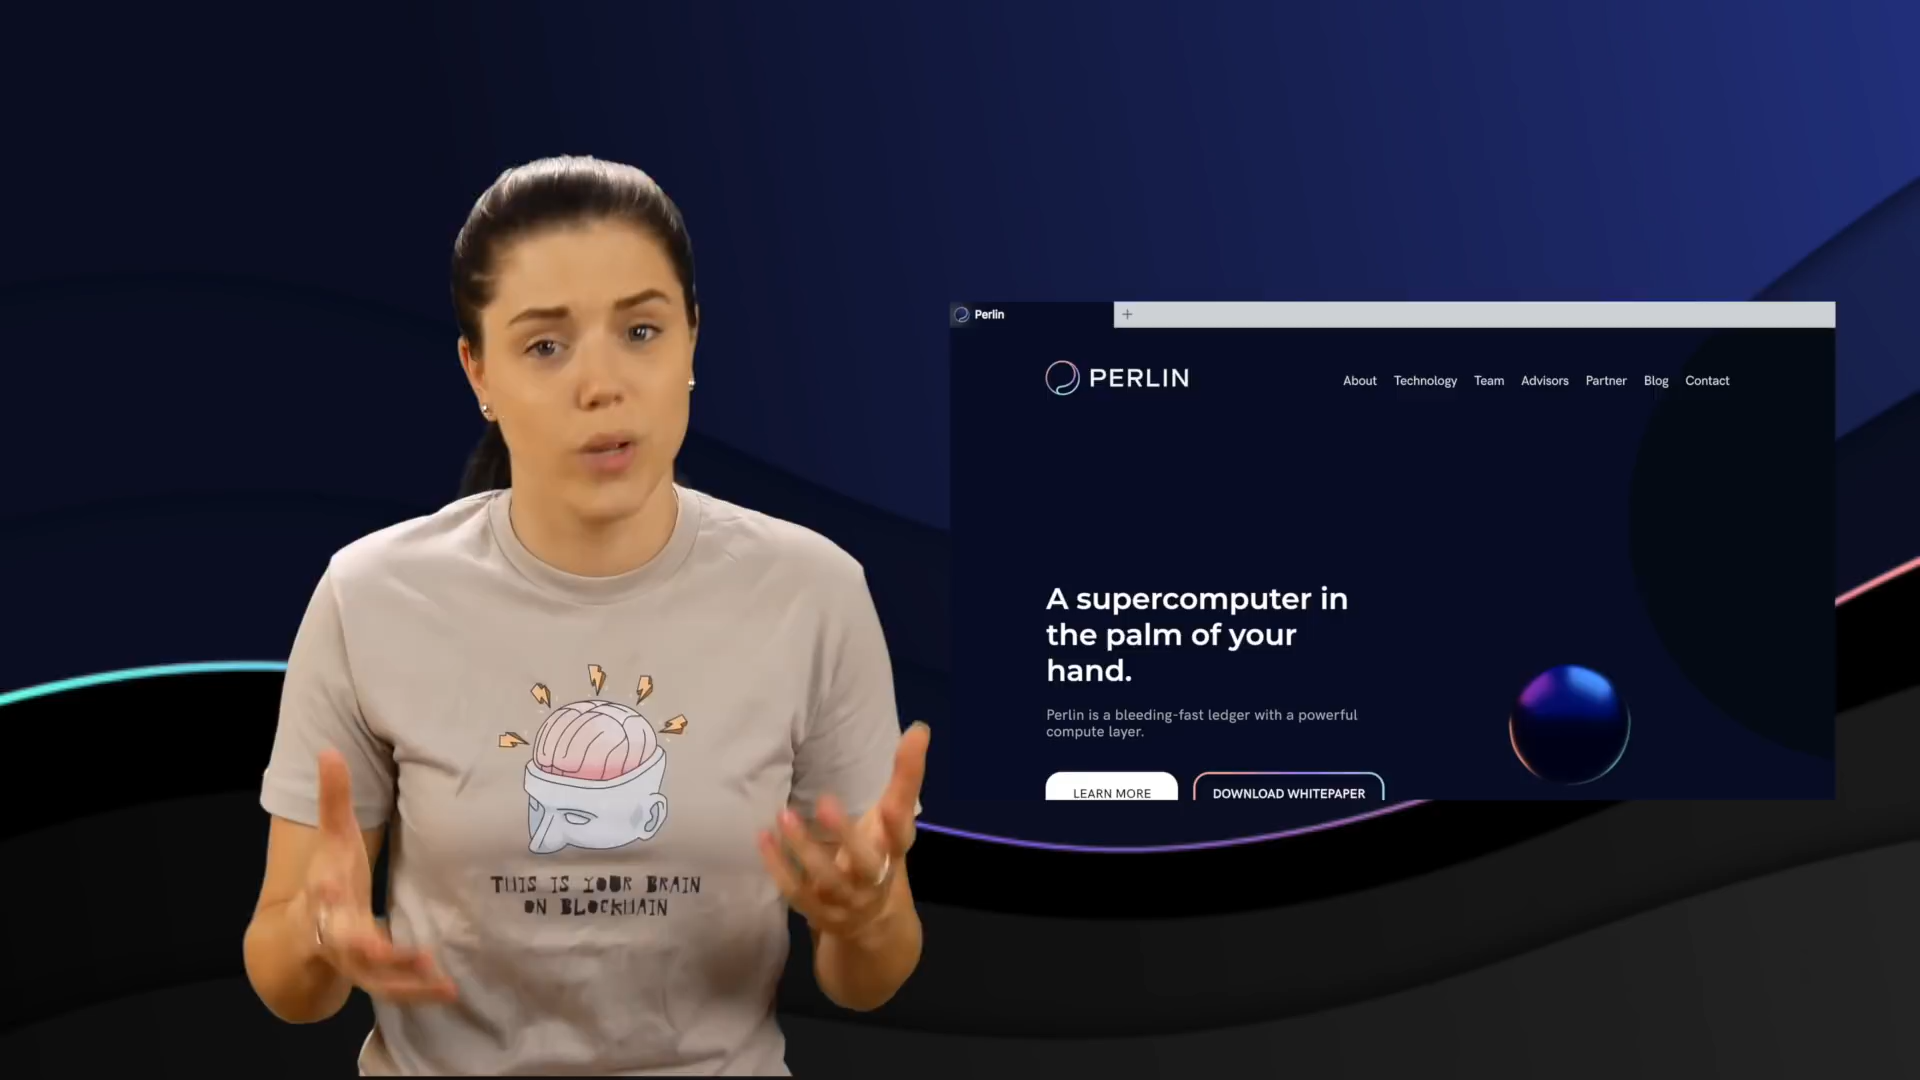 Perlin
+
PERLIN
About Technology Team Advisors Partner Blog Contact
A supercomputer in
the palm of your
hand.
Perlin is a bleeding-fast ledger with a powerful
compute layer.
LEARN MORE
DOWNLOAD WHITEPAPER
THIS IS YOUR BRAIN
ON BLOCKHAIN